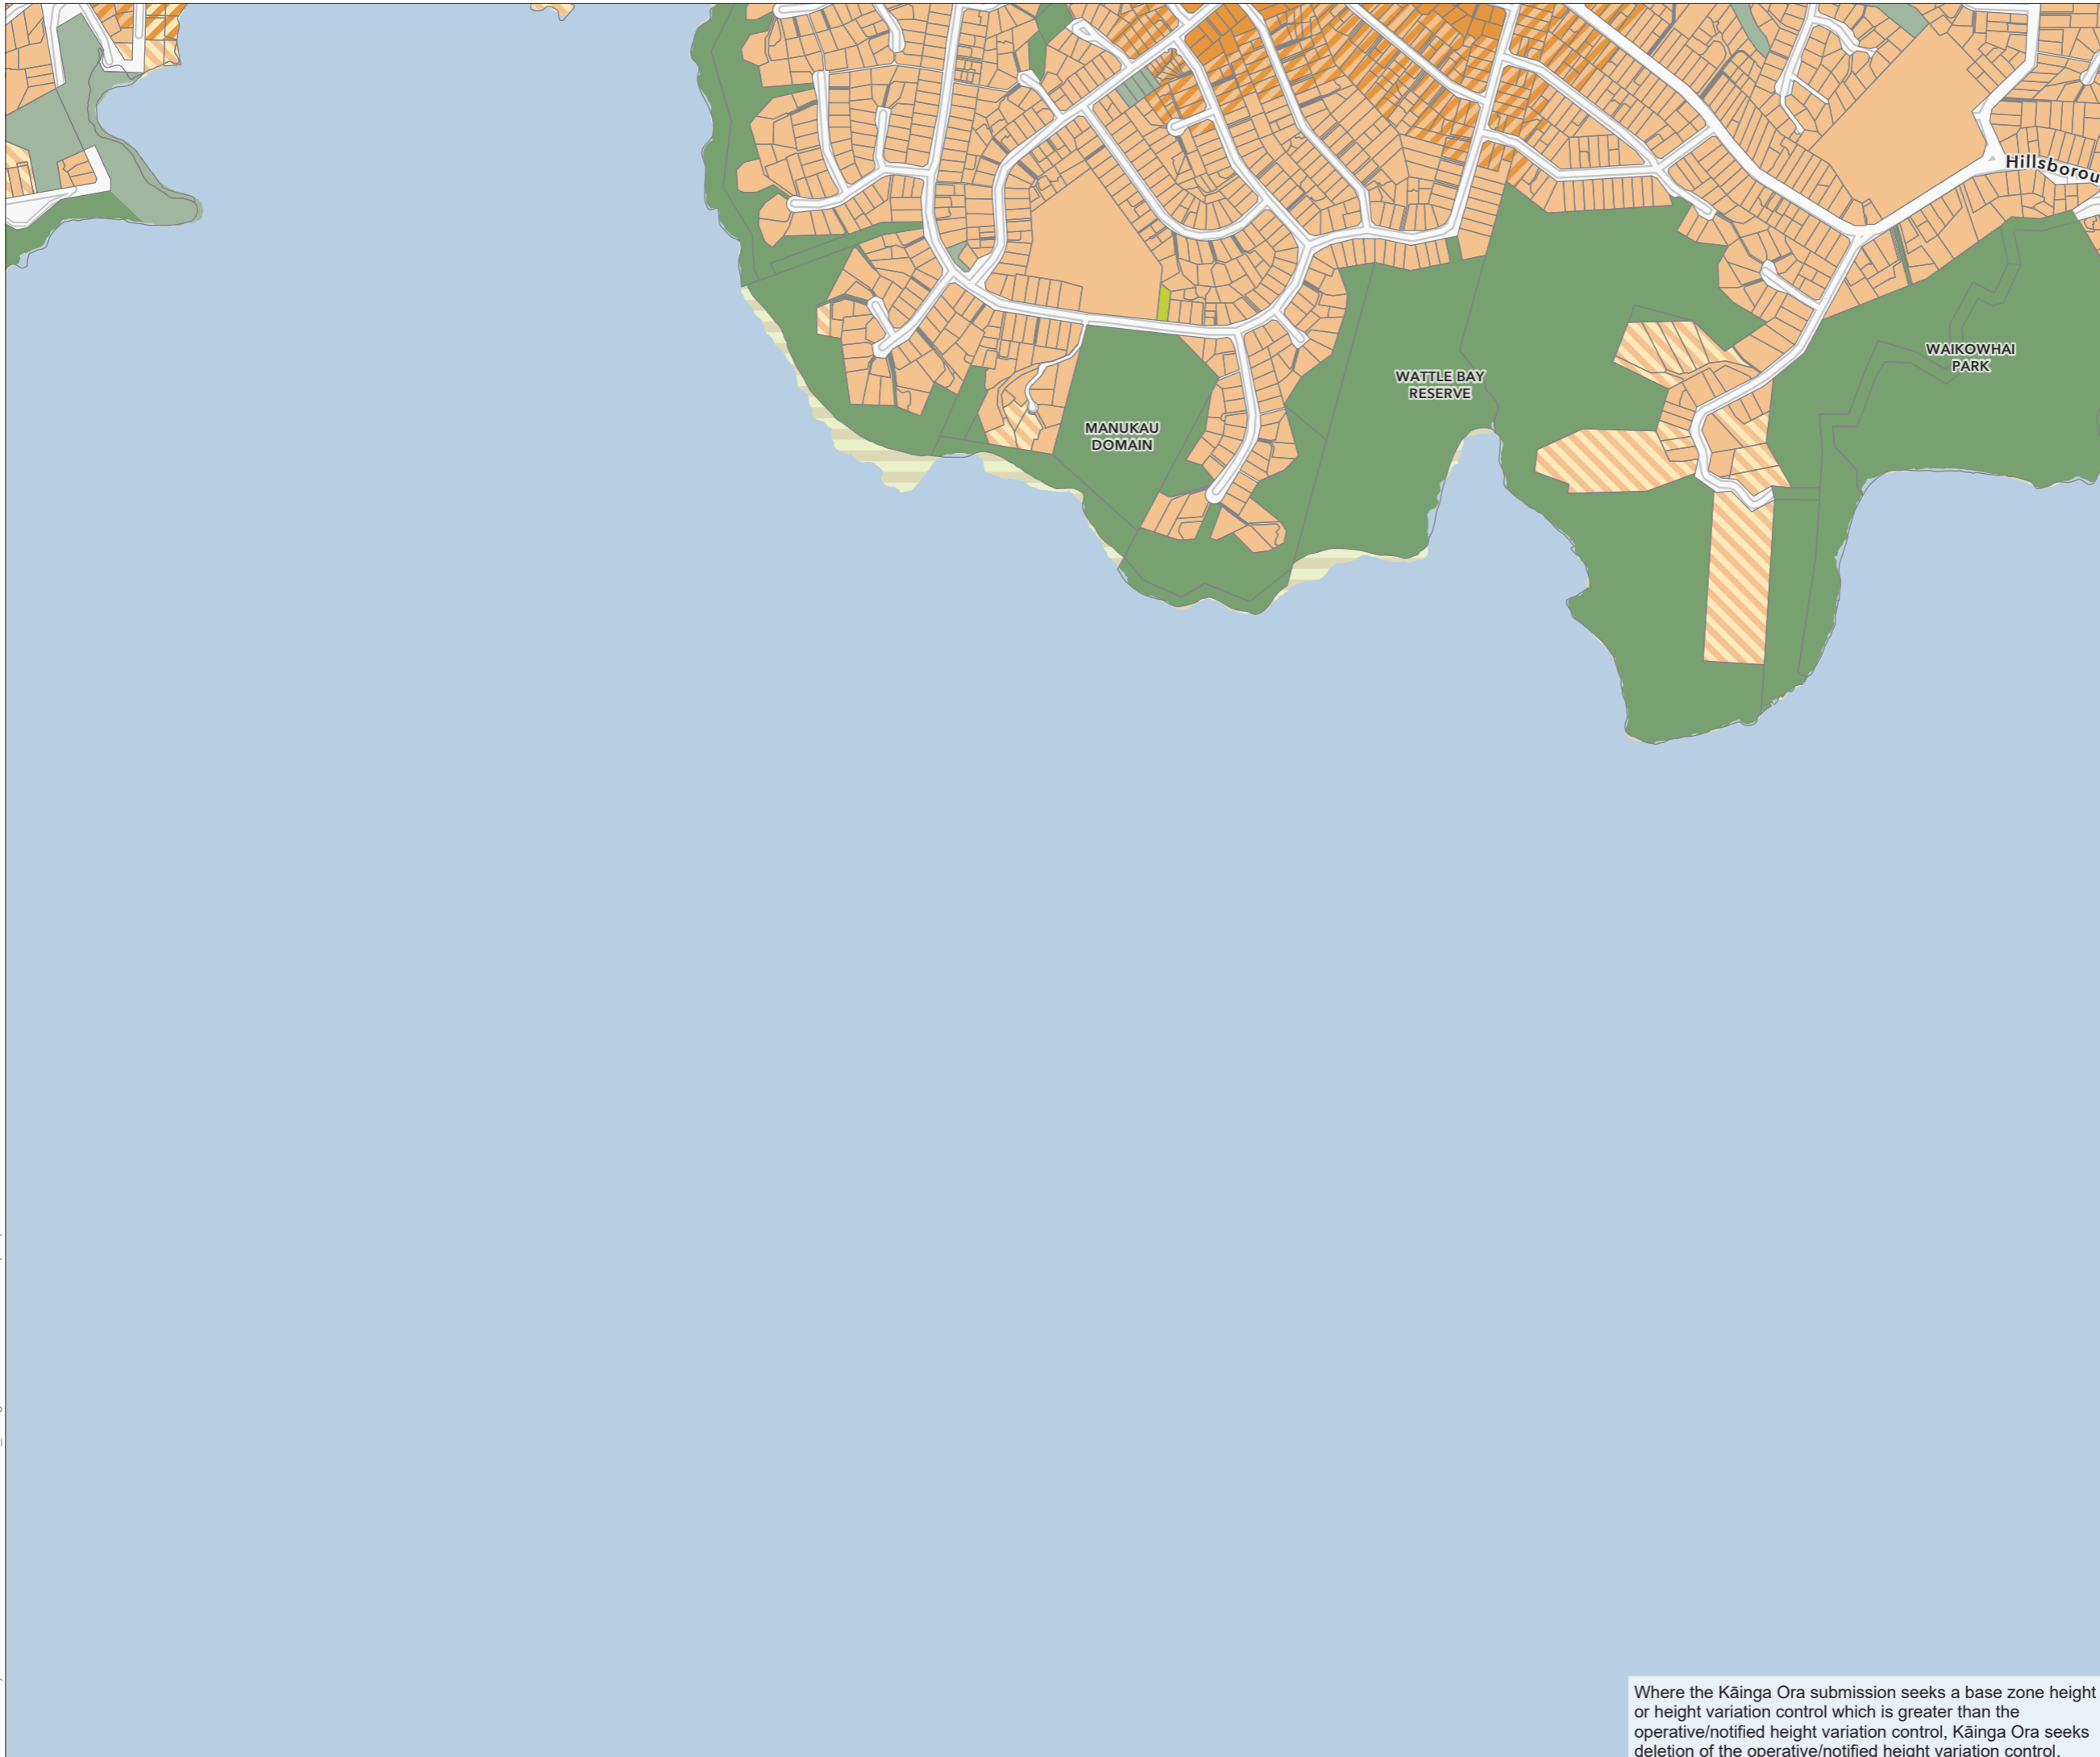 Hillsborou
WAIKOWHAI
PARK
WATTLE BAY
RESERVE
MANUKAU
DOMAIN
Where the Kāinga Ora submission seeks a base zone height
or height variation control which is greater than the
operative/notified height variation control, Kāinga Ora seeks
deletion of the operative/notified height variation control.